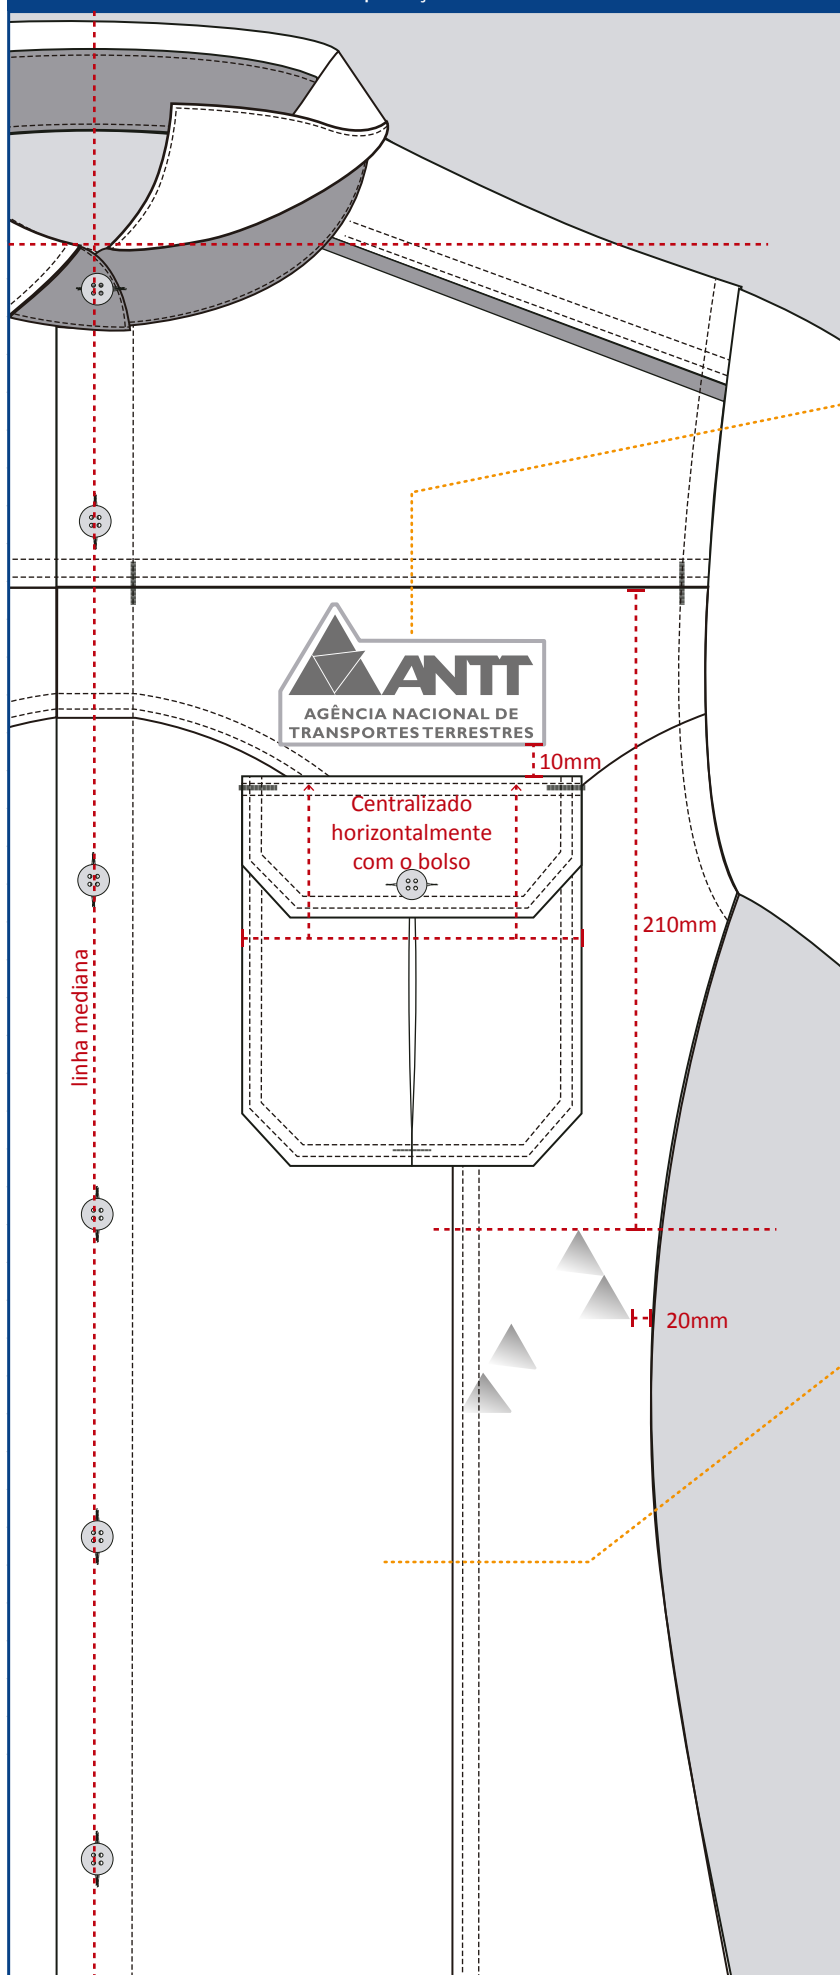 ANTT
AGÊNCIA NACIONAL DE
TRANSPORTES TERRESTRES
10mm
Centralizado
horizontalmente
com o bolso
210mm
linha mediana
20mm